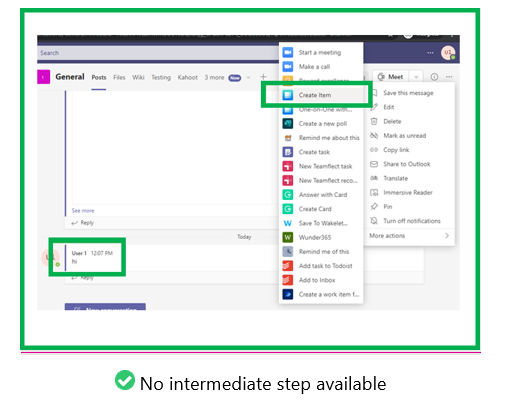 Search
U1
General Posts Files Wiki Testing Kahoot 3 more New
Meet
See more
Reply
Today
User 1 12:07 PM
hi
Reply
New conversation
Start a meeting
Make a call
Reward excellence
Create Item
One-on-One with...
Create a new poll
Remind me about this
Create task
New Teamflect task
New Teamflect reco...
Answer with Card
Create Card
Save To Wakelet...
Wunder365
Remind me of this
Add task to Todoist
Add to Inbox
Create a work item f...
Save this message
Edit
Delete
Mark as unread
Copy link
Share to Outlook
Translate
Immersive Reader
Pin
Turn off notifications
More actions
No intermediate step available